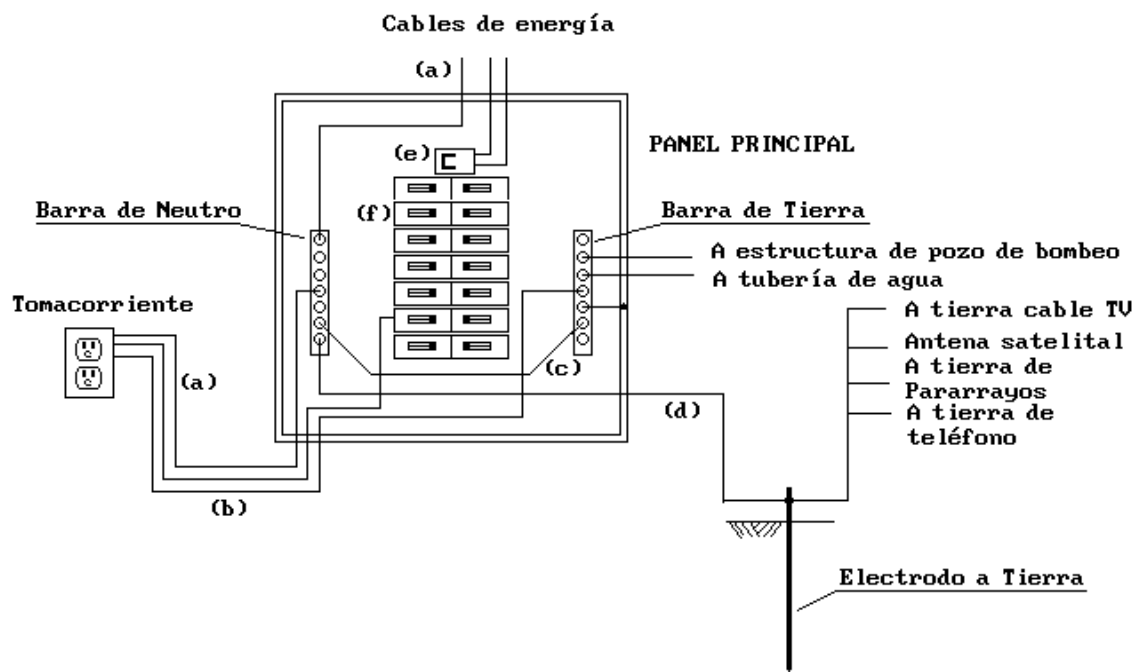 Cables de energía
(a)
PANEL PRINCIPAL
(e)
(f)
Barra de Neutro
Barra de Tierra
A estructura de pozo de bombeo
A tubería de agua
Tomacorriente
A tierra cable TV
Antena satelital
A tierra de
Pararrayos
A tierra de
teléfono
(a)
(c)
(d)
(b)
Electrodo a Tierra